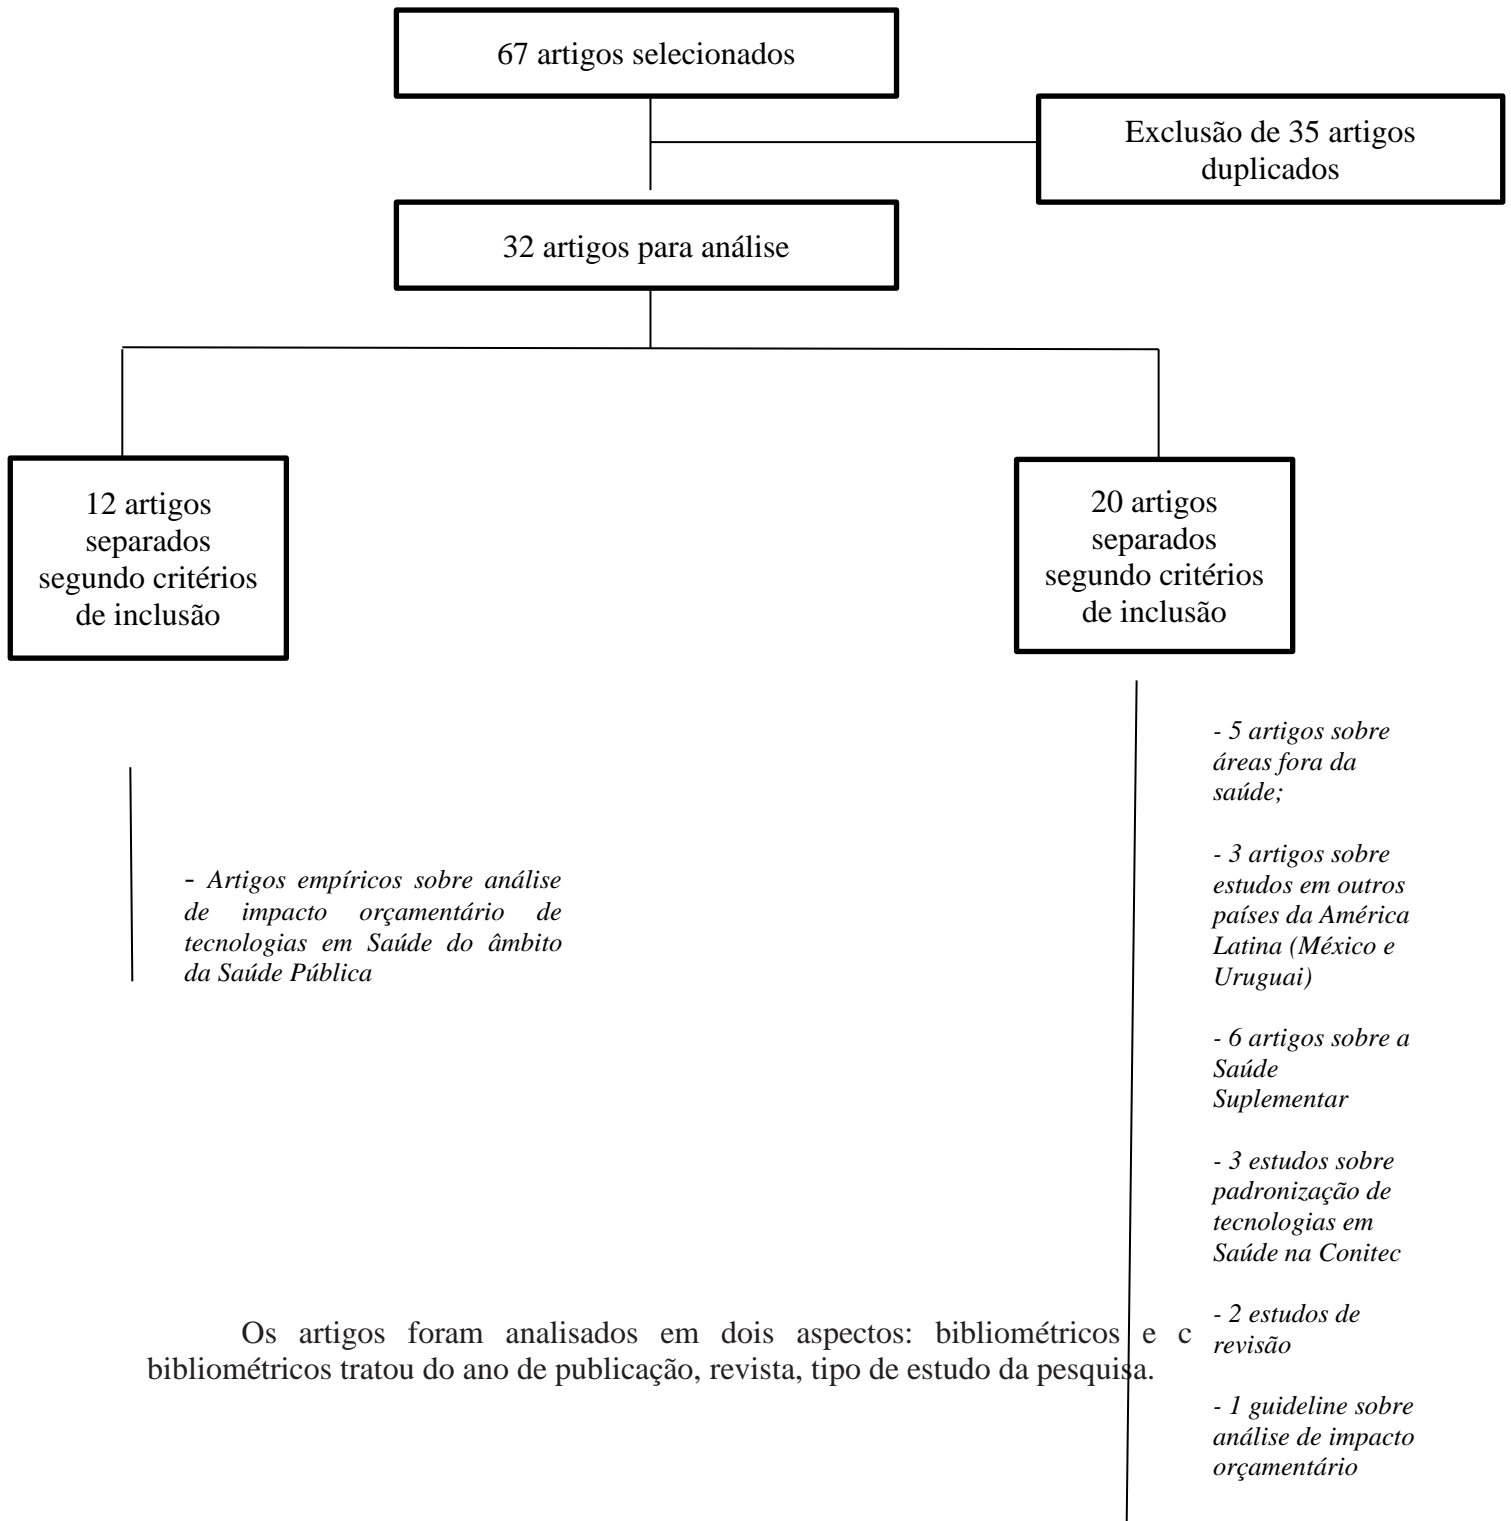 67 artigos selecionados
Exclusão de 35 artigos
duplicados
32 artigos para análise
12 artigos
separados
segundo critérios
de inclusão
20 artigos
separados
segundo critérios
de inclusão
- Artigos empíricos sobre análise
de impacto orçamentário de
tecnologias em Saúde do âmbito
da Saúde Pública
- 5 artigos sobre
áreas fora da
saúde;
- 3 artigos sobre
estudos em outros
países da América
Latina (México e
Uruguai)
- 6 artigos sobre a
Saúde
Suplementar
- 3 estudos sobre
padronização de
tecnologias em
Saúde na Conitec
- 2 estudos de
revisão
- 1 guideline sobre
análise de impacto
orçamentário
Os artigos foram analisados em dois aspectos: bibliométricos e c
bibliométricos tratou do ano de publicação, revista, tipo de estudo da pesquisa.